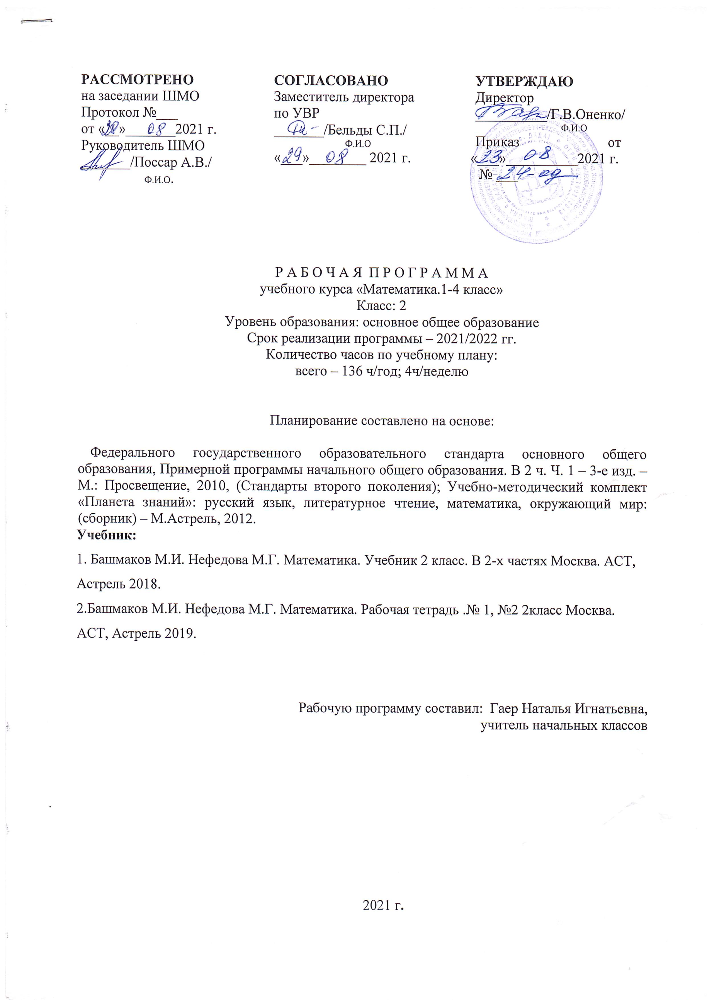 РАССМОТРЕНО
на заседании ШМО
Протокол №___
от «28»_______08_2021 г.
Руководитель ШМО
_______/Поссар А.В./
Ф.И.О.
СОГЛАСОВАНО
Заместитель директора
по УВР
_______/Бельды С.П./
Ф.И.О
«29»__08____ 2021 г.
УТВЕРЖДАЮ
Директор
__________/Г.В.Оненко/
Ф.И.О
Приказ от
«23»__08______2021 г.
№ 24-од
Р А Б О Ч А Я П Р О Г Р А М М А
учебного курса «Математика.1-4 класс»
Класс: 2
Уровень образования: основное общее образование
Срок реализации программы – 2021/2022 гг.
Количество часов по учебному плану:
всего – 136 ч/год; 4ч/неделю
Планирование составлено на основе:
Федерального государственного образовательного стандарта основного общего
образования, Примерной программы начального общего образования. В 2 ч. Ч. 1 – 3-е изд. –
М.: Просвещение, 2010, (Стандарты второго поколения); Учебно-методический комплект
«Планета знаний»: русский язык, литературное чтение, математика, окружающий мир:
(сборник) – М.Астрель, 2012.
Учебник:
1. Башмаков М.И. Нефедова М.Г. Математика. Учебник 2 класс. В 2-х частях Москва. АСТ,
Астрель 2018.
2.Башмаков М.И. Нефедова М.Г. Математика. Рабочая тетрадь .№ 1, №2 2класс Москва.
АСТ, Астрель 2019.
Рабочую программу составил: Гаер Наталья Игнатьевна,
учитель начальных классов
2021 г.